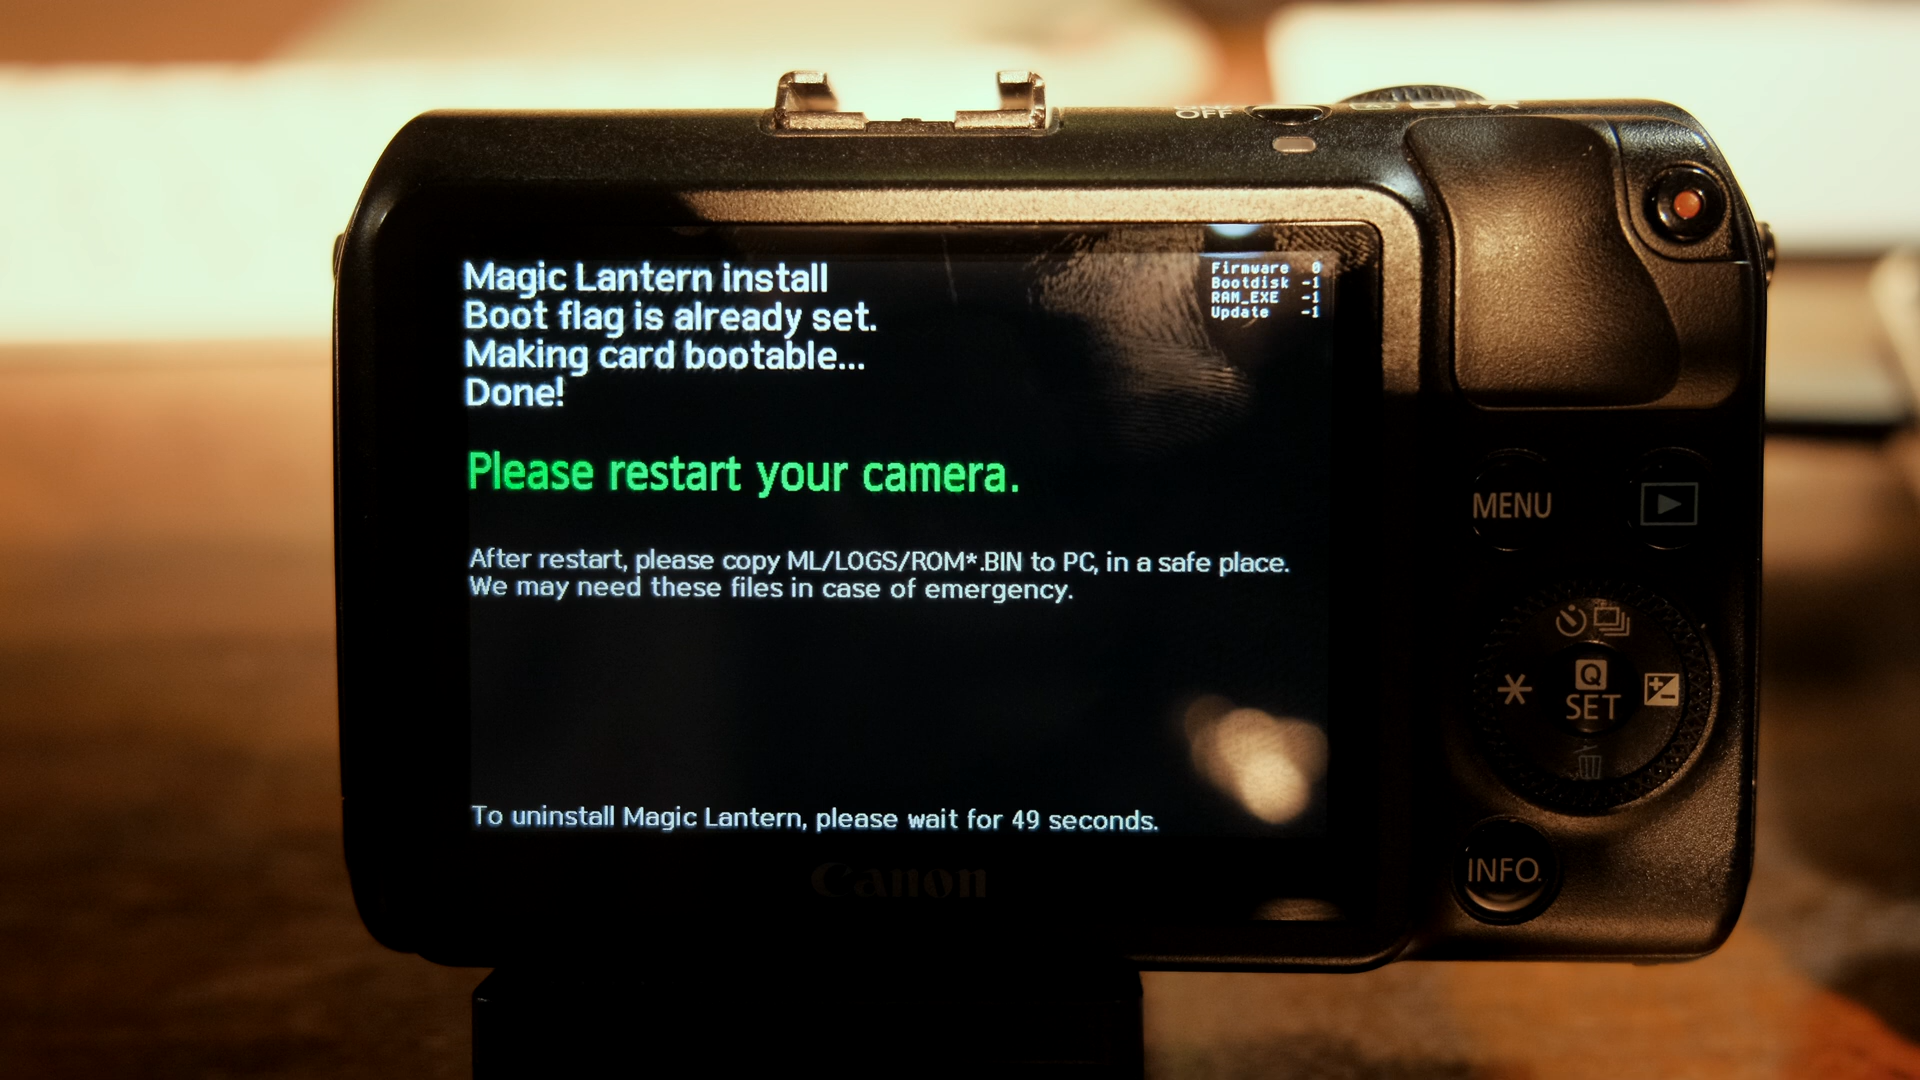 OFF
Magic Lantern install
Boot flag is already set.
Making card bootable...
Done!
Firmware 0
Bootdisk -1
RAM_EXE -1
Update -1
Please restart your camera.
After restart, please copy ML/LOGS/ROM*.BIN to PC, in a safe place.
We may need these files in case of emergency.
To uninstall Magic Lantern, please wait for 49 seconds.
Canon
MENU
Q
SET
INFO.